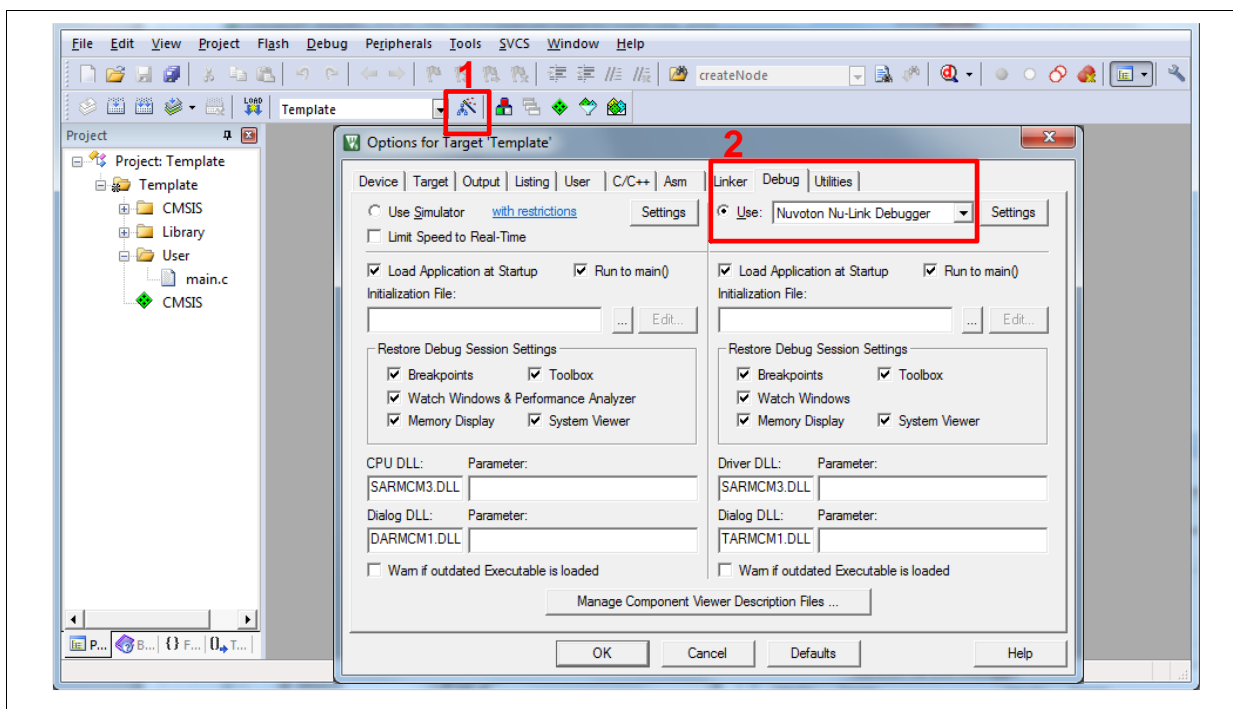 File Edit View Project Flash Debug Peripherals Tools SVCS Window Help
createNode
1
LOAD Template
Project
Project: Template
Template
CMSIS
Library
User
main.c
CMSIS
P... B... {} F... 0 T...
Options for Target 'Template'
2
Device Target Output Listing User C/C++ Asm Linker Debug Utilities
Use Simulator with restrictions Settings Use: Nuvoton Nu-Link Debugger Settings
Limit Speed to Real-Time
Load Application at Startup Run to main() Load Application at Startup Run to main()
Initialization File: Initialization File:
... Edit... ... Edit...
Restore Debug Session Settings Restore Debug Session Settings
Breakpoints Toolbox Breakpoints Toolbox
Watch Windows & Performance Analyzer Watch Windows
Memory Display System Viewer Memory Display System Viewer
CPU DLL: Parameter: Driver DLL: Parameter:
SARMCM3.DLL SARMCM3.DLL
Dialog DLL: Parameter: Dialog DLL: Parameter:
DARMCM1.DLL TARMCM1.DLL
Warn if outdated Executable is loaded Warn if outdated Executable is loaded
Manage Component Viewer Description Files ...
OK Cancel Defaults Help